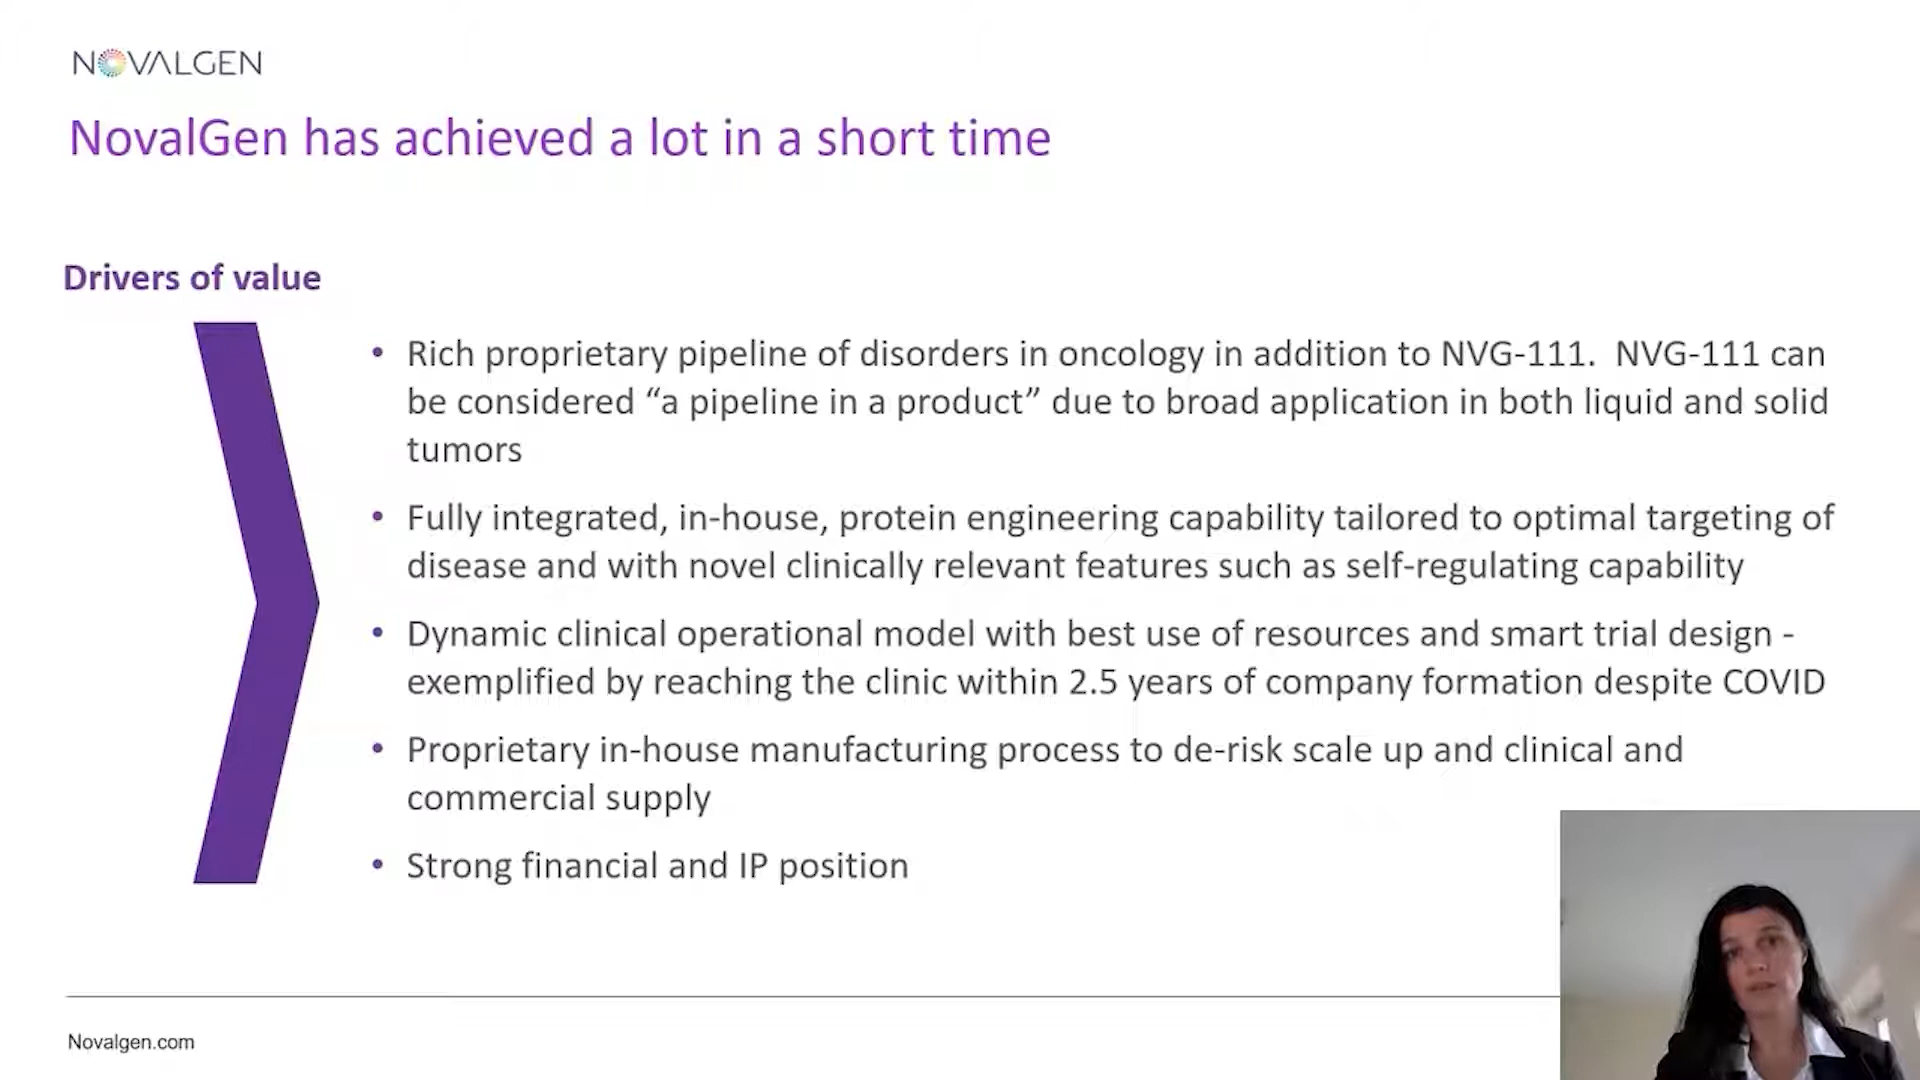 NOVALGEN
NovalGen has achieved a lot in a short time
Drivers of value
• Rich proprietary pipeline of disorders in oncology in addition to NVG-111.  NVG-111 can
be considered “a pipeline in a product” due to broad application in both liquid and solid
tumors
• Fully integrated, in-house, protein engineering capability tailored to optimal targeting of
disease and with novel clinically relevant features such as self-regulating capability
• Dynamic clinical operational model with best use of resources and smart trial design -
exemplified by reaching the clinic within 2.5 years of company formation despite COVID
• Proprietary in-house manufacturing process to de-risk scale up and clinical and
commercial supply
• Strong financial and IP position
Novalgen.com